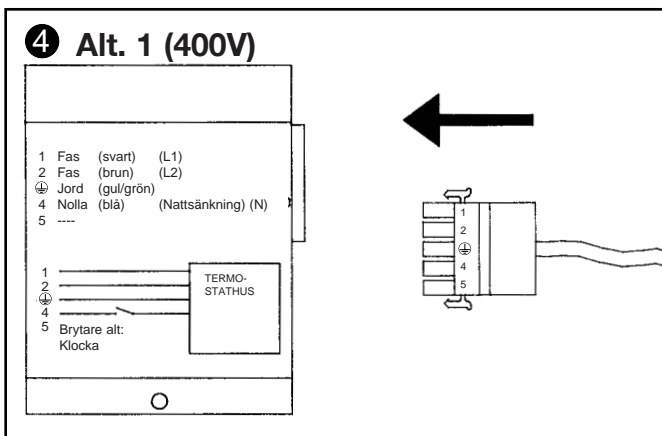 4 Alt. 1 (400V)
1 Fas (svart) (L1)
2 Fas (brun) (L2)
⏚ Jord (gul/grön)
4 Nolla (blå) (Nattsänkning) (N)
5 ----
1
2
⏚
4
5
TERMO-
STATHUS
Brytare alt:
Klocka
1
2
⏚
4
5